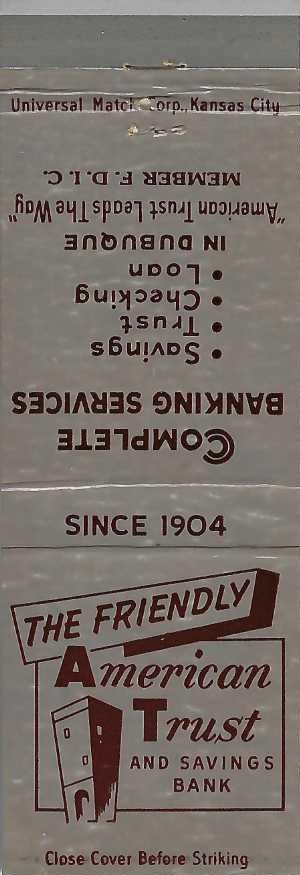 Universal Match Corp., Kansas City
COMPLETE
BANKING SERVICES
• Savings
• Trust
• Checking
• Loan
IN DUBUQUE
"American Trust Leads The Way"
MEMBER F. D. I. C.
SINCE 1904
THE FRIENDLY
American
Trust
AND SAVINGS
BANK
Close Cover Before Striking